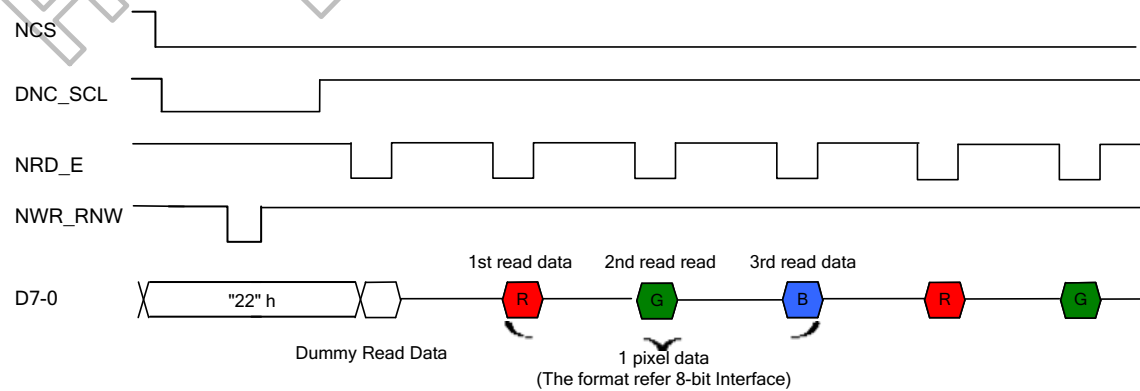 NCS
DNC_SCL
NRD_E
NWR_RNW
1st read data 2nd read read 3rd read data
D7-0 "22" h R G B R G
Dummy Read Data
1 pixel data
(The format refer 8-bit Interface)